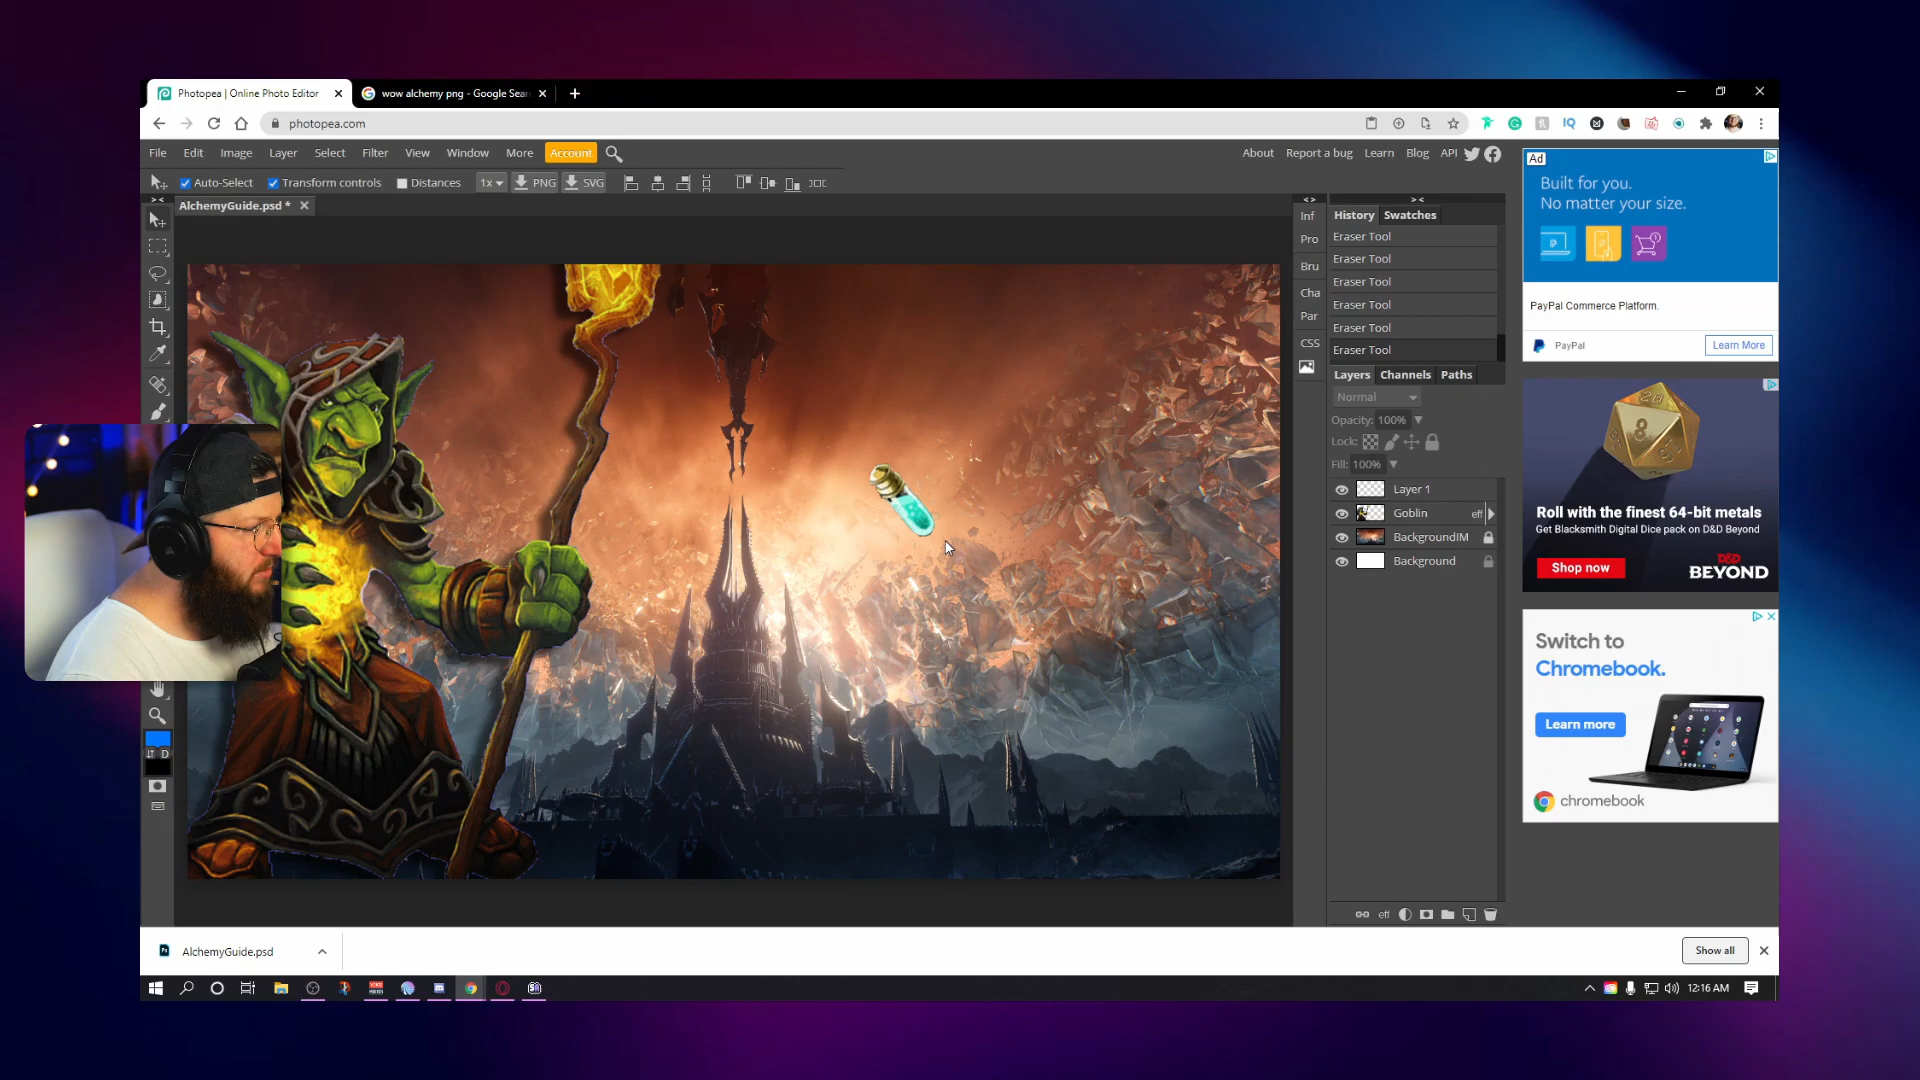 Photopea | Online Photo Editor
wow alchemy png - Google Sear
photopea.com
File Edit Image Layer Select Filter View Window More Account
About Report a bug Learn Blog API
Auto-Select Transform controls Distances 1x PNG SVG
AlchemyGuide.psd *
Inf
Pro
Bru
Cha
Par
CSS
History Swatches
Eraser Tool
Eraser Tool
Eraser Tool
Eraser Tool
Eraser Tool
Eraser Tool
Layers Channels Paths
Normal
Opacity: 100%
Lock:
Fill: 100%
Layer 1
Goblin eff
BackgroundIM
Background
eff
D
Ad
Built for you.
No matter your size.
PayPal Commerce Platform.
PayPal
Learn More
20
8
Roll with the finest 64-bit metals
Get Blacksmith Digital Dice pack on D&D Beyond
Shop now
D&D
BEYOND
Switch to
Chromebook.
Learn more
chromebook
AlchemyGuide.psd
Show all
12:16 AM